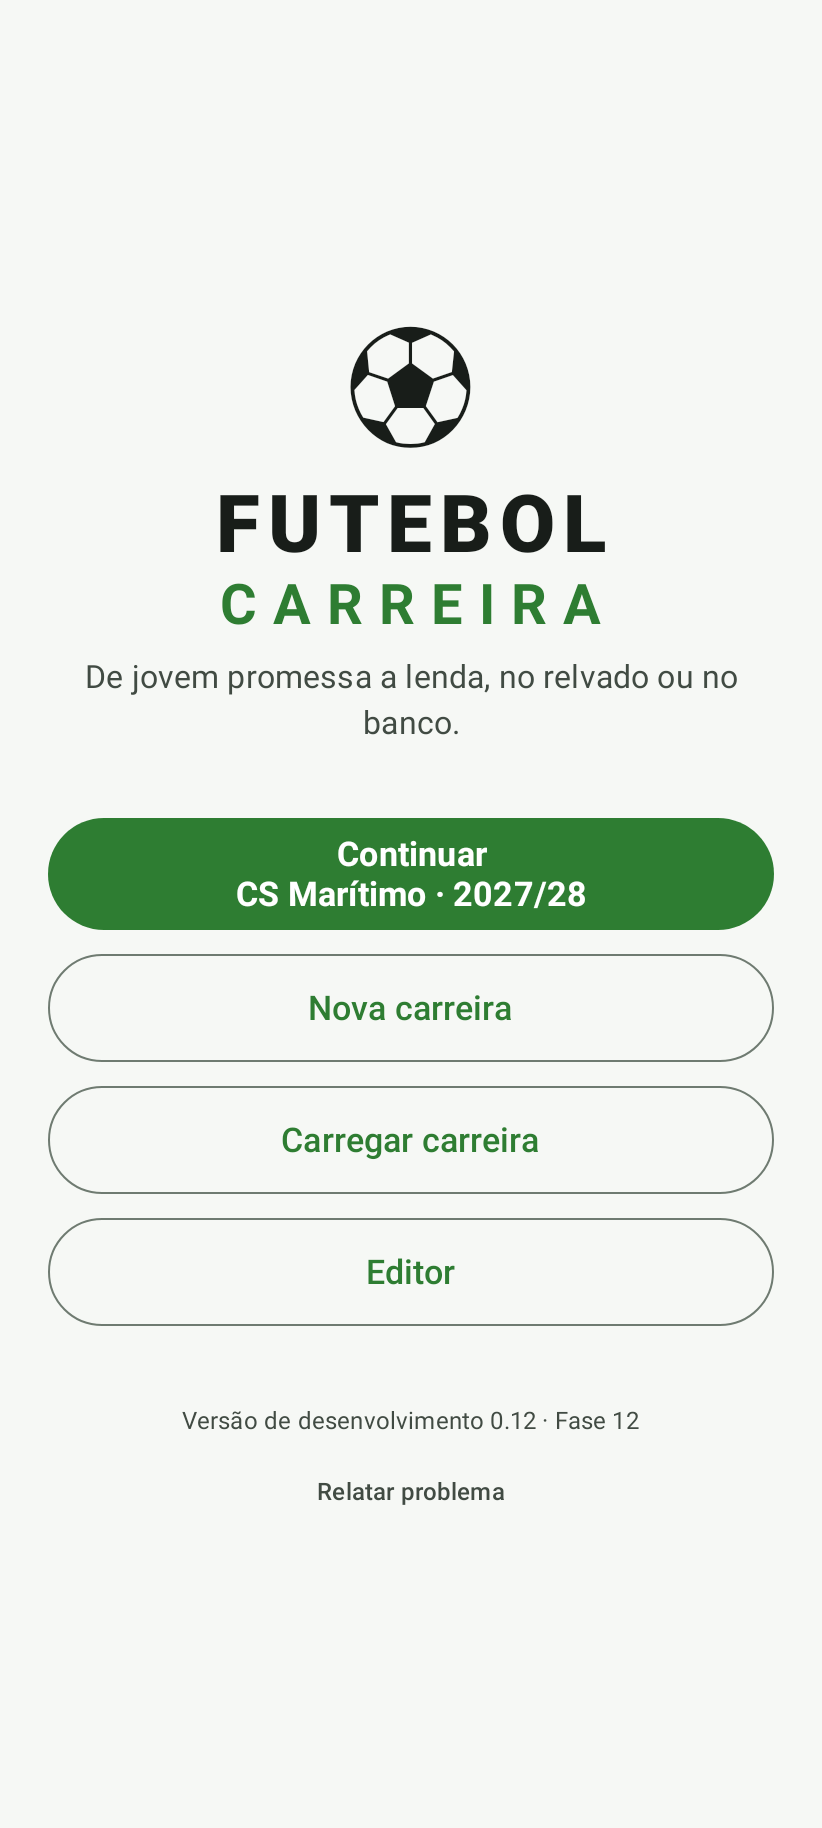 FUTEBOL
CARREIRA
De jovem promessa a lenda, no relvado ou no
banco.
Continuar
CS Marítimo · 2027/28
Nova carreira
Carregar carreira
Editor
Versão de desenvolvimento 0.12 · Fase 12
Relatar problema